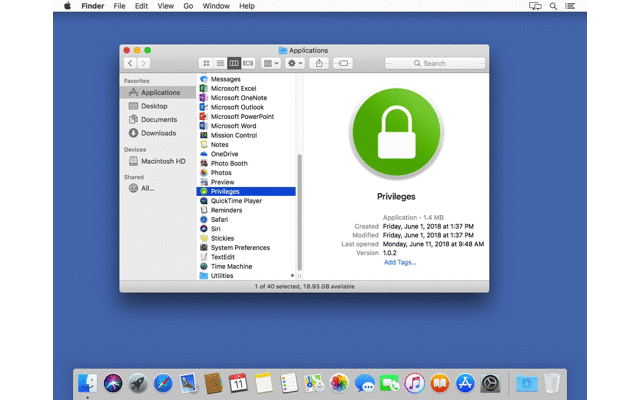 Finder File Edit View Go Window Help
Applications
Search
Favorites
Applications
Desktop
Documents
Downloads
Devices
Macintosh HD
Shared
All...
Messages
Microsoft Excel
Microsoft OneNote
Microsoft Outlook
Microsoft PowerPoint
Microsoft Word
Mission Control
Notes
OneDrive
Photo Booth
Photos
Preview
Privileges
QuickTime Player
Reminders
Safari
Siri
Stickies
System Preferences
TextEdit
Time Machine
Utilities
Privileges
Application - 1.4 MB
Created Friday, June 1, 2018 at 1:37 PM
Modified Friday, June 1, 2018 at 1:37 PM
Last opened Monday, June 11, 2018 at 9:48 AM
Version 1.0.2
Add Tags...
1 of 40 selected, 18.93 GB available
11